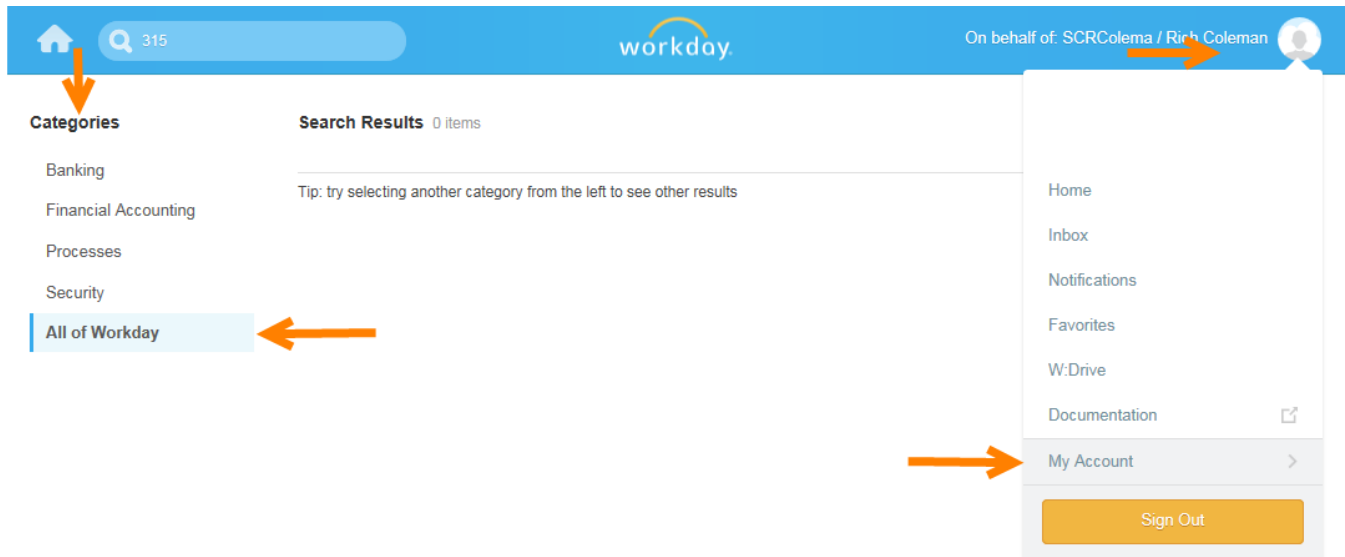 315
workday.
On behalf of: SCRColema / Rich Coleman
Categories
Banking
Financial Accounting
Processes
Security
All of Workday
Search Results 0 items
Tip: try selecting another category from the left to see other results
Home
Inbox
Notifications
Favorites
W:Drive
Documentation
My Account
Sign Out